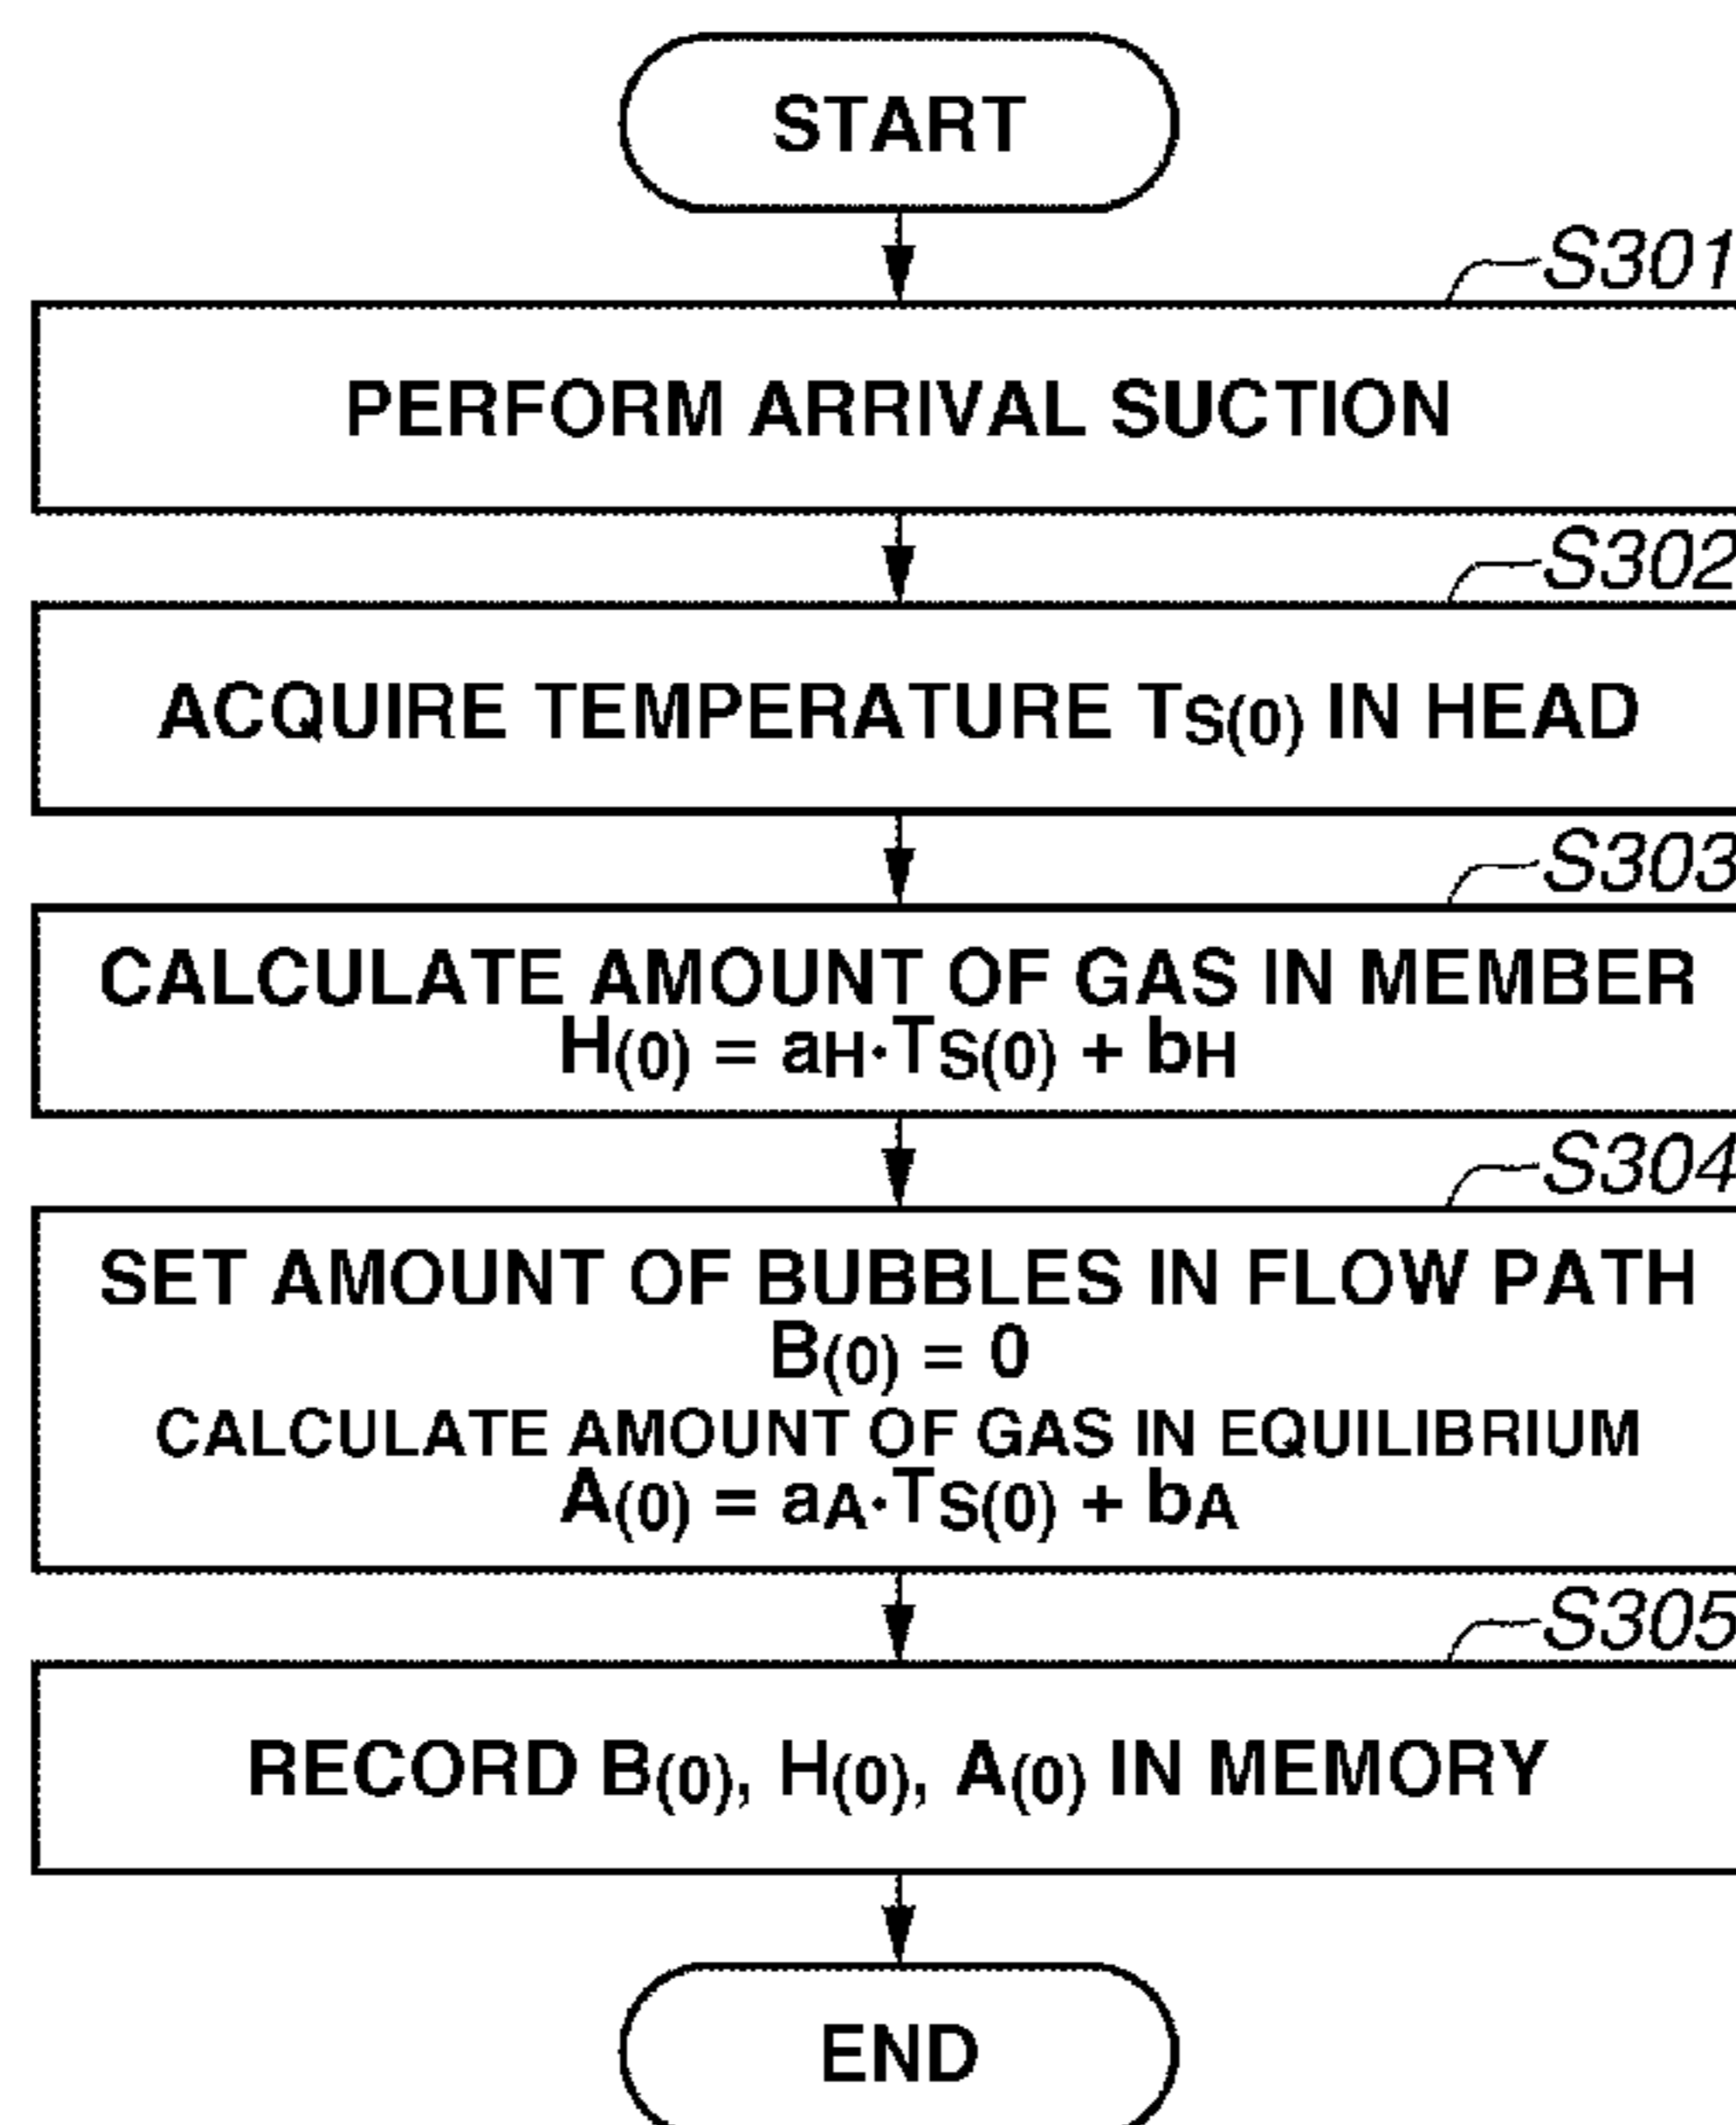 START
S301
PERFORM ARRIVAL SUCTION
S302
ACQUIRE TEMPERATURE TS(0) IN HEAD
S303
CALCULATE AMOUNT OF GAS IN MEMBER
H(0) = aH·TS(0) + bH
S304
SET AMOUNT OF BUBBLES IN FLOW PATH
B(0) = 0
CALCULATE AMOUNT OF GAS IN EQUILIBRIUM
A(0) = aA·TS(0) + bA
S305
RECORD B(0), H(0), A(0) IN MEMORY
END